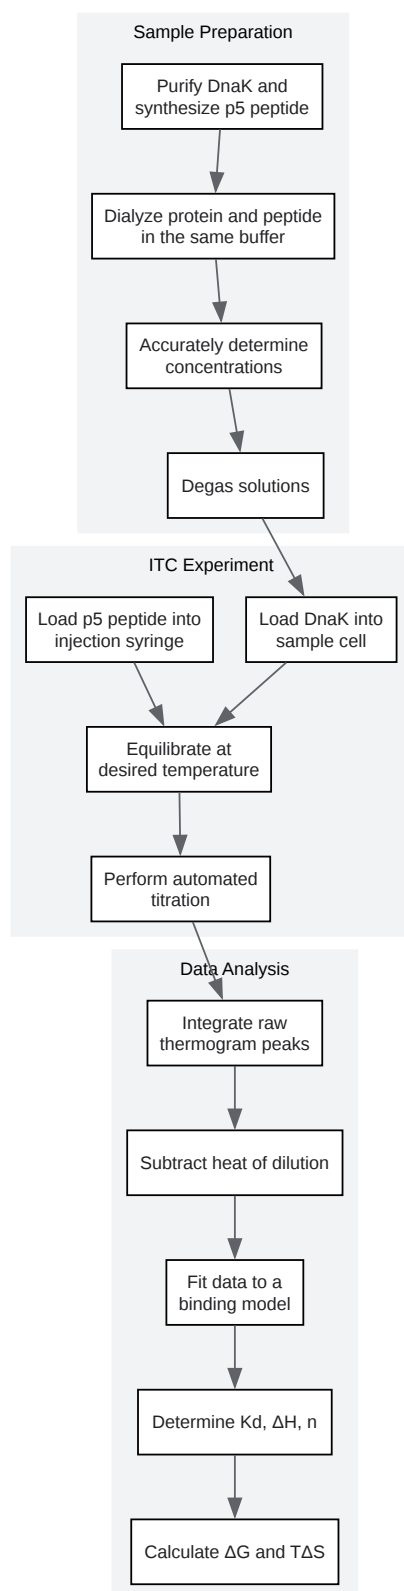 Sample Preparation
Purify DnaK and
synthesize p5 peptide
Dialyze protein and peptide
in the same buffer
Accurately determine
concentrations
Degas solutions
ITC Experiment
Load p5 peptide into
injection syringe
Load DnaK into
sample cell
Equilibrate at
desired temperature
Perform automated
titration
Data Analysis
Integrate raw
thermogram peaks
Subtract heat of dilution
Fit data to a
binding model
Determine Kd, ΔH, n
Calculate ΔG and TΔS